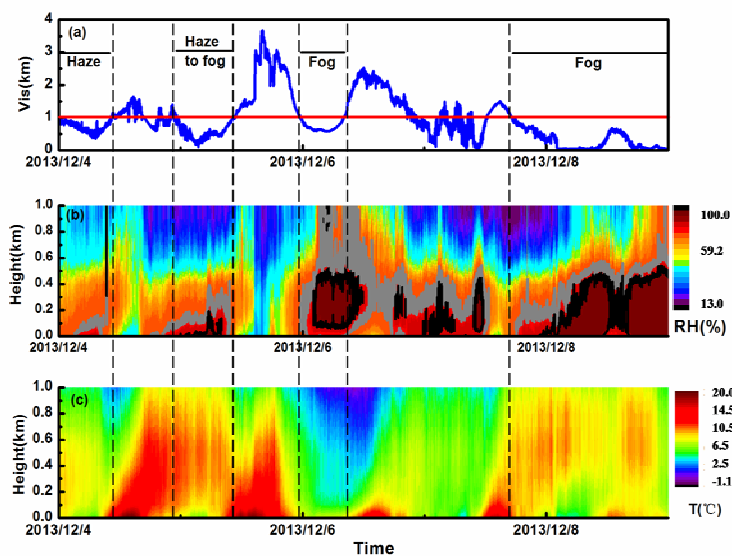 (a)
Haze
Haze
to fog
Fog
Fog
4
3
2
1
0
Vis(km)
2013/12/4
2013/12/6
2013/12/8
(b)
1.0
0.8
0.6
0.4
0.2
0.0
Height(km)
2013/12/4
2013/12/6
2013/12/8
100.0
59.2
13.0
RH(%)
(c)
1.0
0.8
0.6
0.4
0.2
0.0
Height(km)
2013/12/4
2013/12/6
2013/12/8
20.0
14.5
10.5
6.5
2.5
-1.1
T(℃)
Time